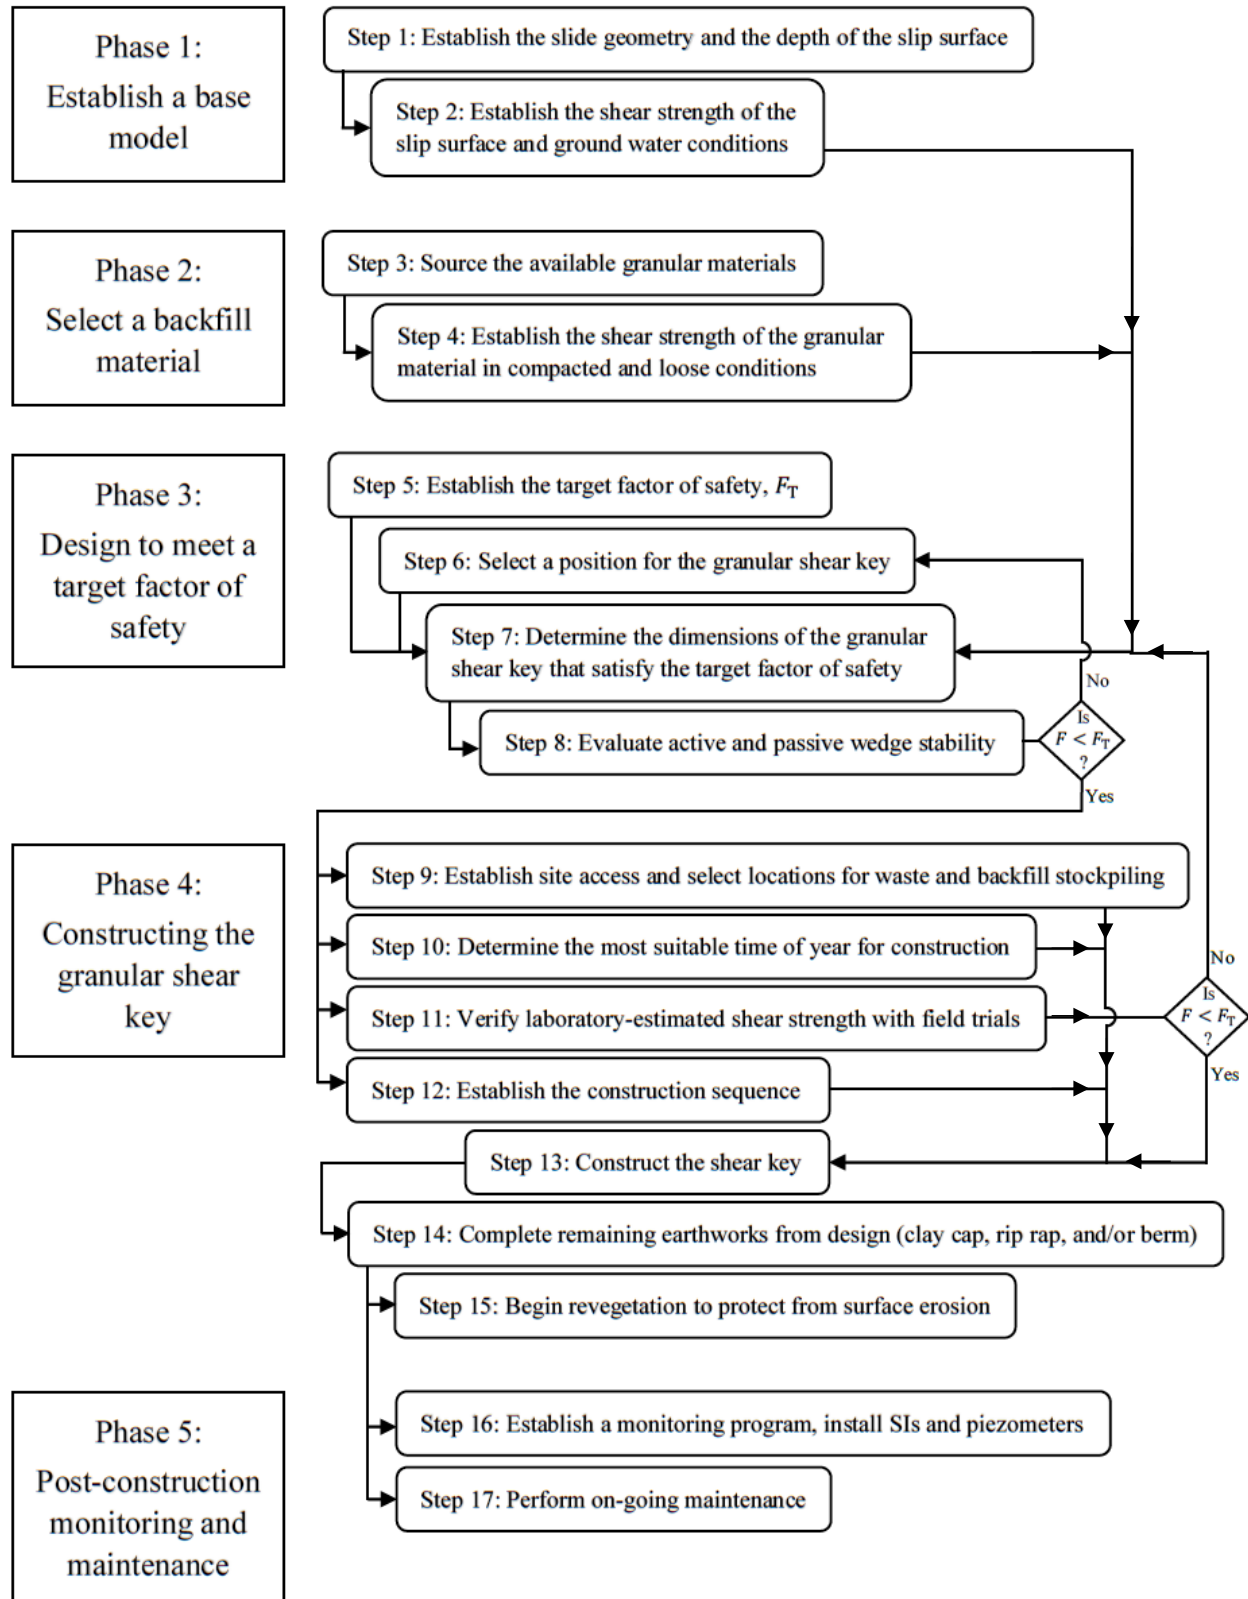 Phase 1:
Establish a base
model
Step 1: Establish the slide geometry and the depth of the slip surface
Step 2: Establish the shear strength of the
slip surface and ground water conditions
Phase 2:
Select a backfill
material
Step 3: Source the available granular materials
Step 4: Establish the shear strength of the granular
material in compacted and loose conditions
Phase 3:
Design to meet a
target factor of
safety
Step 5: Establish the target factor of safety, F_T
Step 6: Select a position for the granular shear key
Step 7: Determine the dimensions of the granular
shear key that satisfy the target factor of safety
No
Step 8: Evaluate active and passive wedge stability
Is
F < F_T
?
Yes
Phase 4:
Constructing the
granular shear
key
Step 9: Establish site access and select locations for waste and backfill stockpiling
Step 10: Determine the most suitable time of year for construction
No
Step 11: Verify laboratory-estimated shear strength with field trials
Is
F < F_T
?
Yes
Step 12: Establish the construction sequence
Step 13: Construct the shear key
Step 14: Complete remaining earthworks from design (clay cap, rip rap, and/or berm)
Step 15: Begin revegetation to protect from surface erosion
Phase 5:
Post-construction
monitoring and
maintenance
Step 16: Establish a monitoring program, install SIs and piezometers
Step 17: Perform on-going maintenance